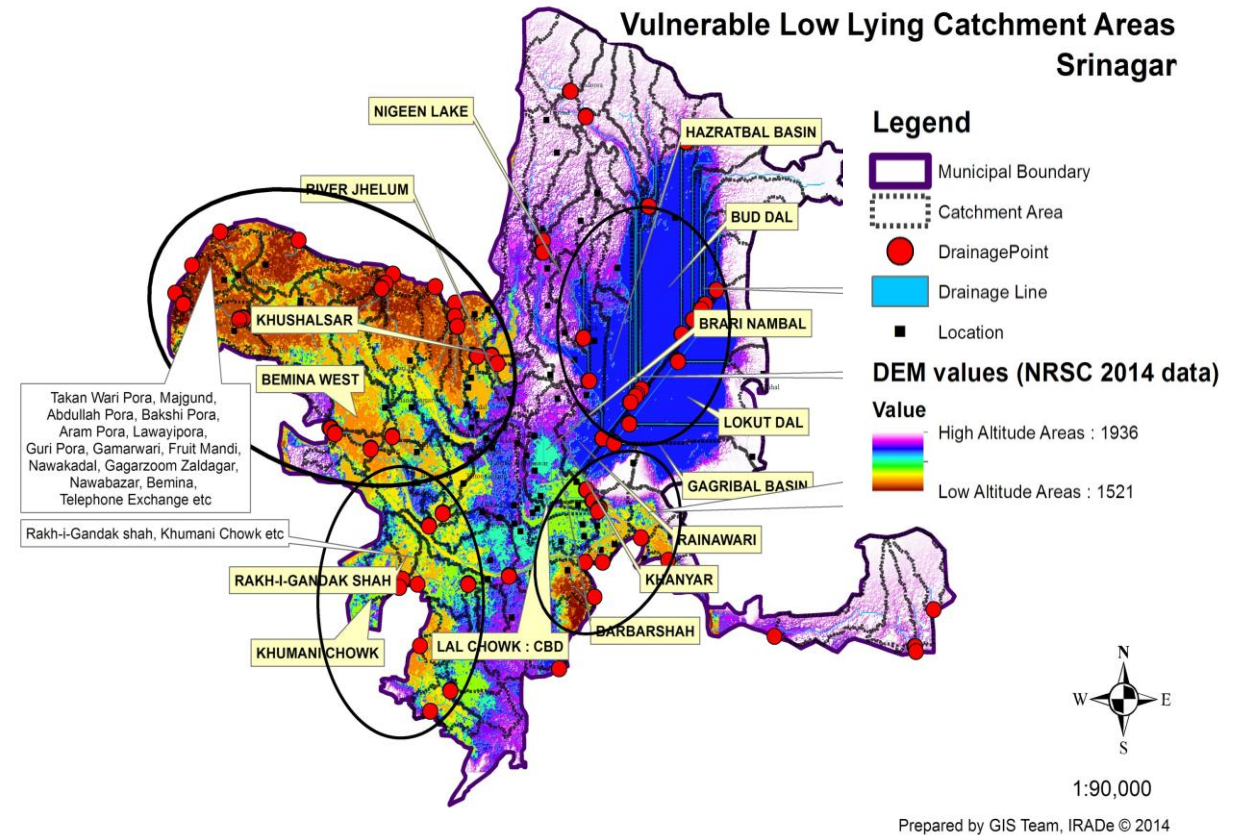 Vulnerable Low Lying Catchment Areas
Srinagar
NIGEEN LAKE
HAZRATBAL BASIN
RIVER JHELUM
BUD DAL
KHUSHALSAR
BRARI NAMBAL
BEMINA WEST
LOKUT DAL
Takan Wari Pora, Majgund,
Abdullah Pora, Bakshi Pora,
Aram Pora, Lawayipora,
Guri Pora, Gamarwari, Fruit Mandi,
Nawakadal, Gagarzoom Zaldagar,
Nawabazar, Bemina,
Telephone Exchange etc
GAGRIBAL BASIN
Rakh-i-Gandak shah, Khumani Chowk etc
RAINAWARI
RAKH-I-GANDAK SHAH
KHANYAR
BARBARSHAH
KHUMANI CHOWK
LAL CHOWK : CBD
Legend
Municipal Boundary
Catchment Area
DrainagePoint
Drainage Line
Location
DEM values (NRSC 2014 data)
Value
High Altitude Areas : 1936
Low Altitude Areas : 1521
N
W
E
S
1:90,000
Prepared by GIS Team, IRADe © 2014